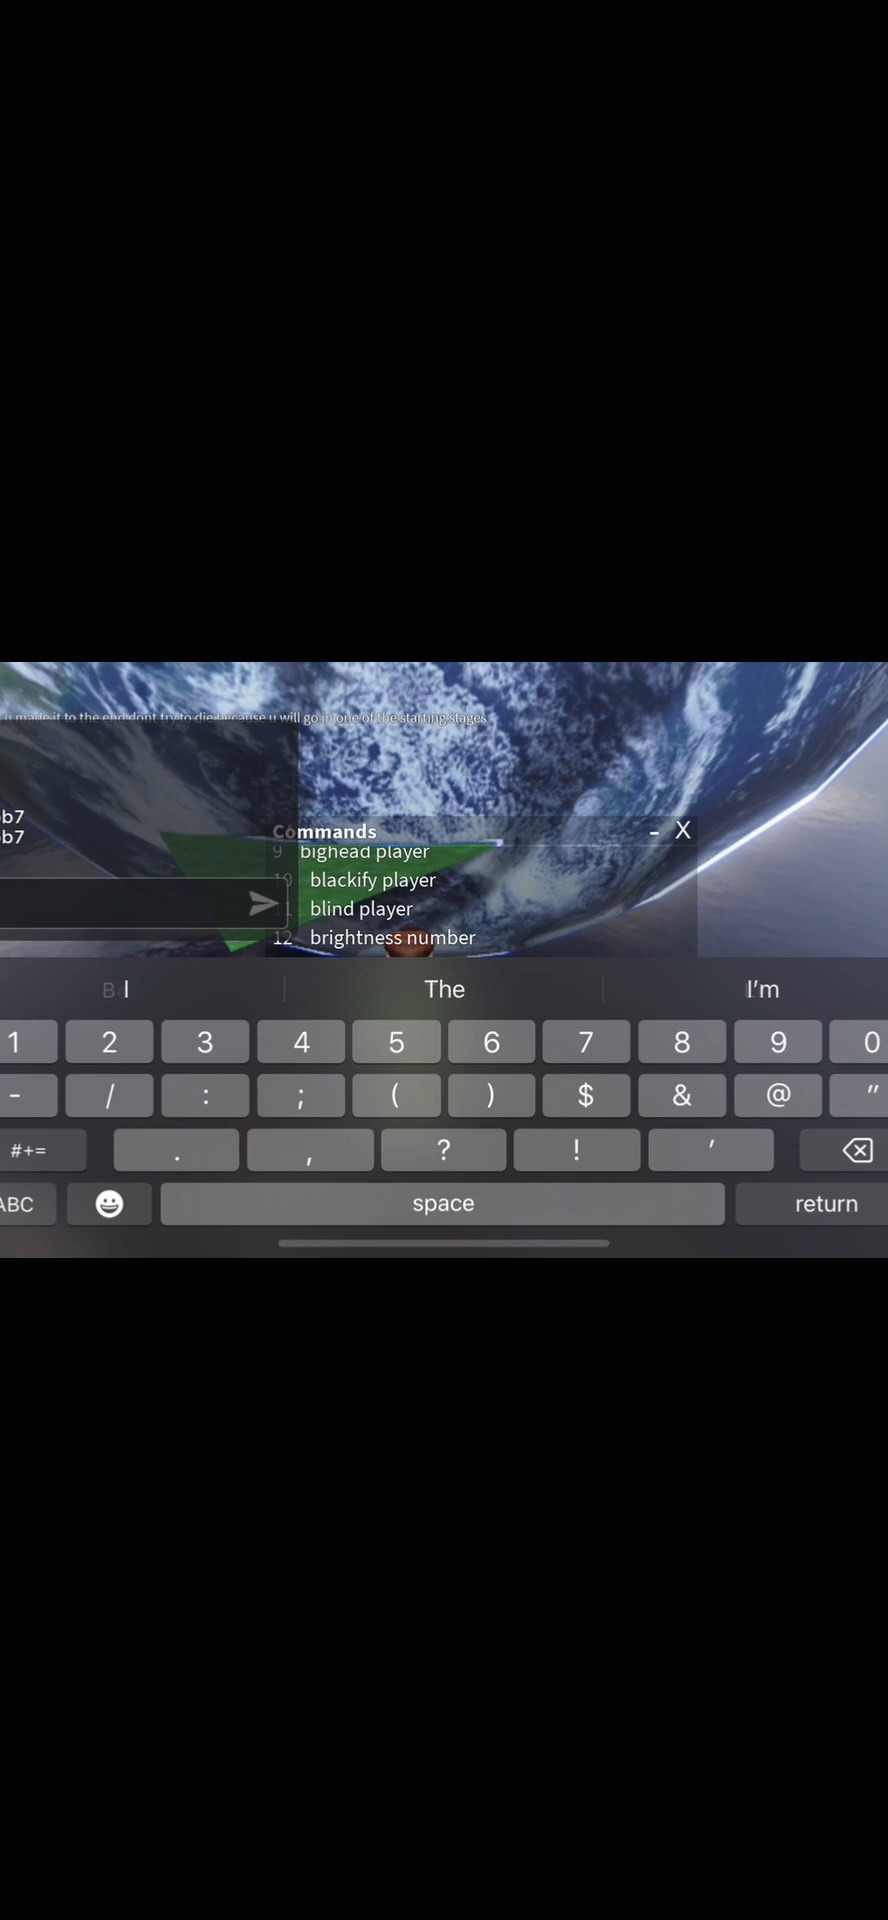 u made it to the end dont try to die because u will go in one of the starting stages
b7
b7
Commands - X
9 bighead player
10 blackify player
11 blind player
12 brightness number
I The I'm
1 2 3 4 5 6 7 8 9 0
- / : ; ( ) $ & @ "
#+= . , ? ! '
ABC space return